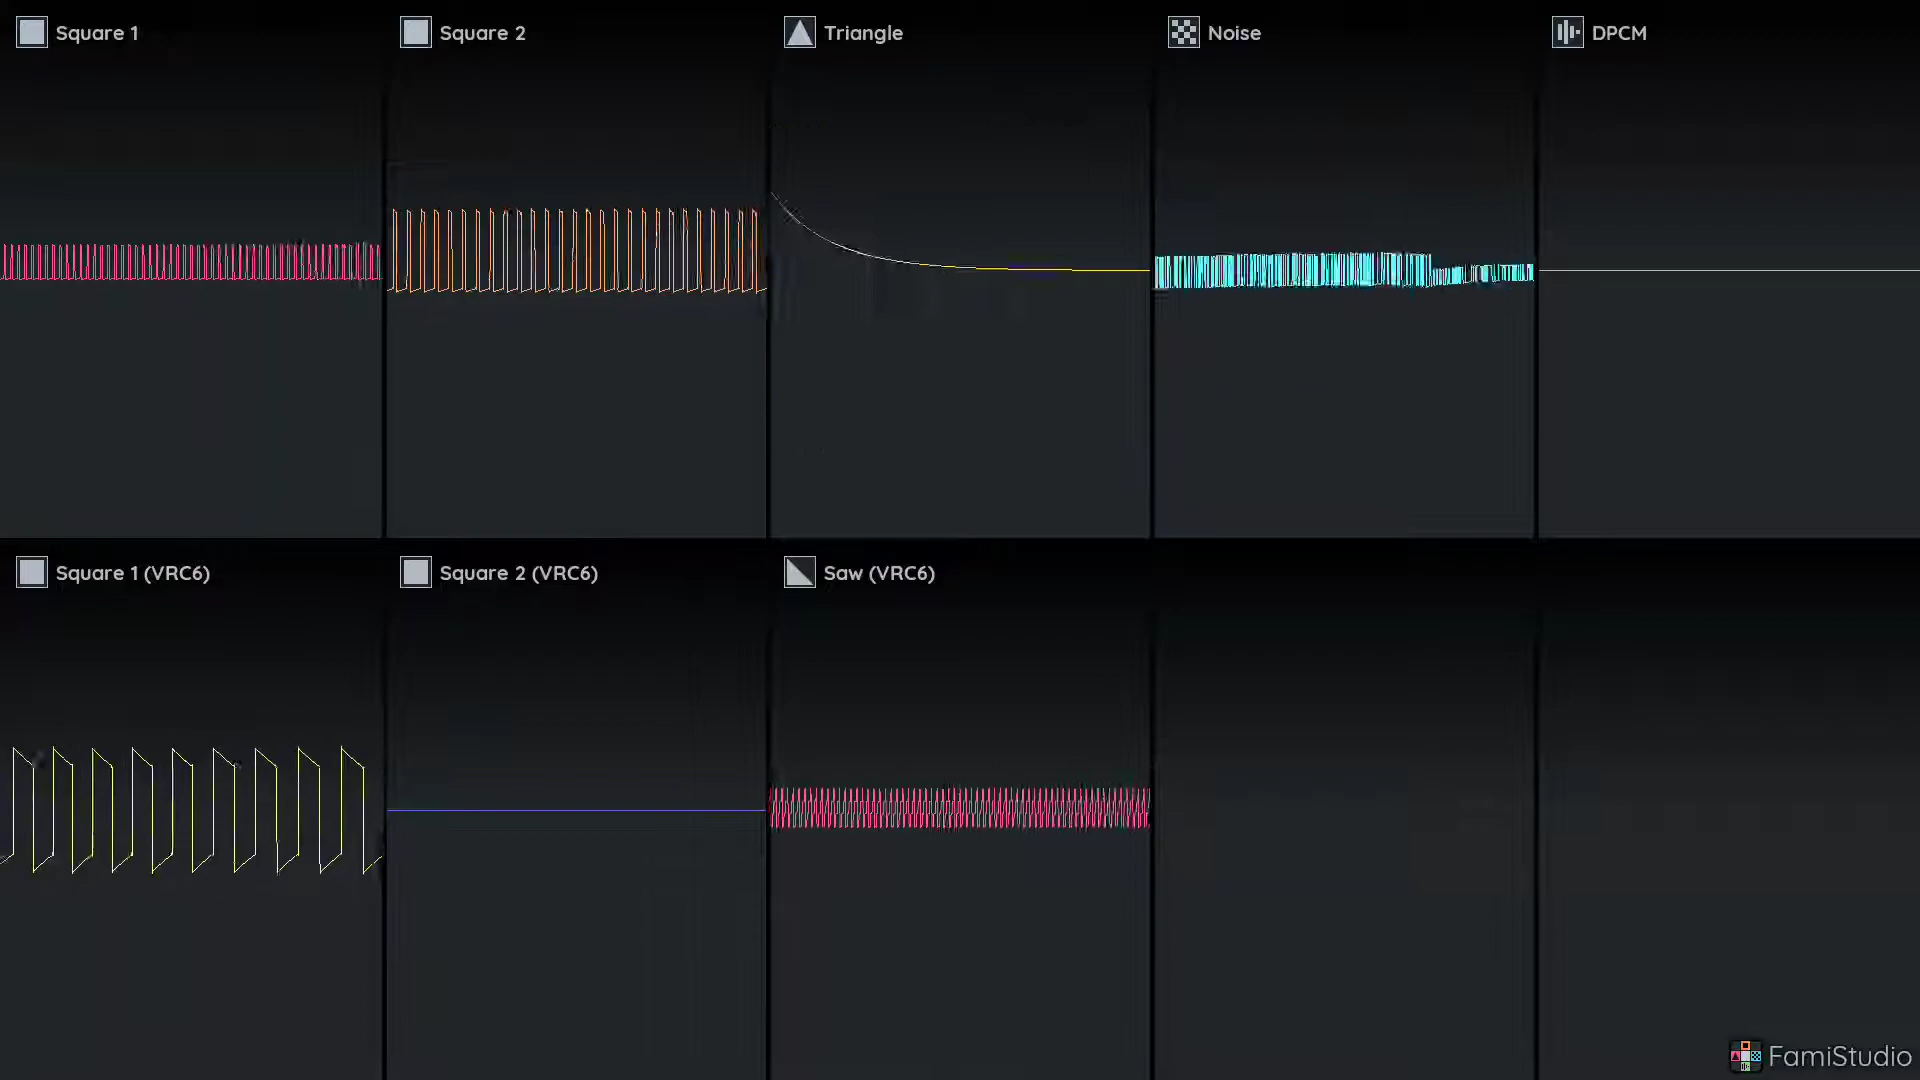 Square 1
Square 2
Triangle
Noise
DPCM
Square 1 (VRC6)
Square 2 (VRC6)
Saw (VRC6)
FamiStudio